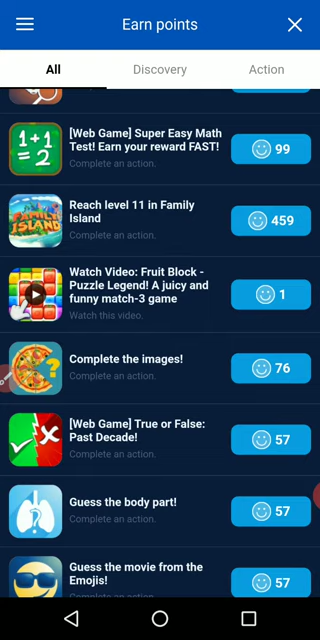 Earn points
All
Discovery
Action
1+1
=2
[Web Game] Super Easy Math
Test! Earn your reward FAST!
Complete an action.
99
FAMILY
ISLAND
Reach level 11 in Family
Island
Complete an action.
459
Watch Video: Fruit Block -
Puzzle Legend! A juicy and
funny match-3 game
Watch this video.
1
?
Complete the images!
Complete an action.
76
[Web Game] True or False:
Past Decade!
Complete an action.
57
?
Guess the body part!
Complete an action.
57
Guess the movie from the
Emojis!
57